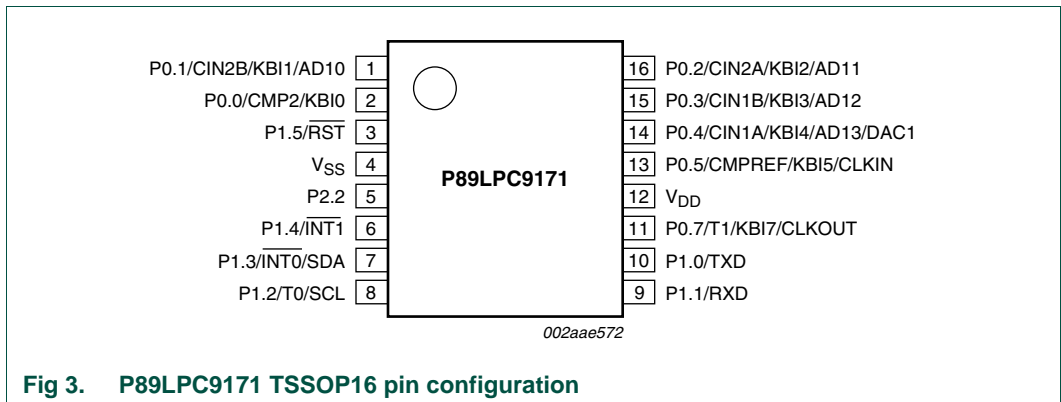 P0.1/CIN2B/KBI1/AD10 1
16 P0.2/CIN2A/KBI2/AD11
P0.0/CMP2/KBI0 2
15 P0.3/CIN1B/KBI3/AD12
P1.5/RST 3
14 P0.4/CIN1A/KBI4/AD13/DAC1
VSS 4
13 P0.5/CMPREF/KBI5/CLKIN
P89LPC9171
P2.2 5
12 VDD
P1.4/INT1 6
11 P0.7/T1/KBI7/CLKOUT
P1.3/INT0/SDA 7
10 P1.0/TXD
P1.2/T0/SCL 8
9 P1.1/RXD
002aae572
Fig 3. P89LPC9171 TSSOP16 pin configuration